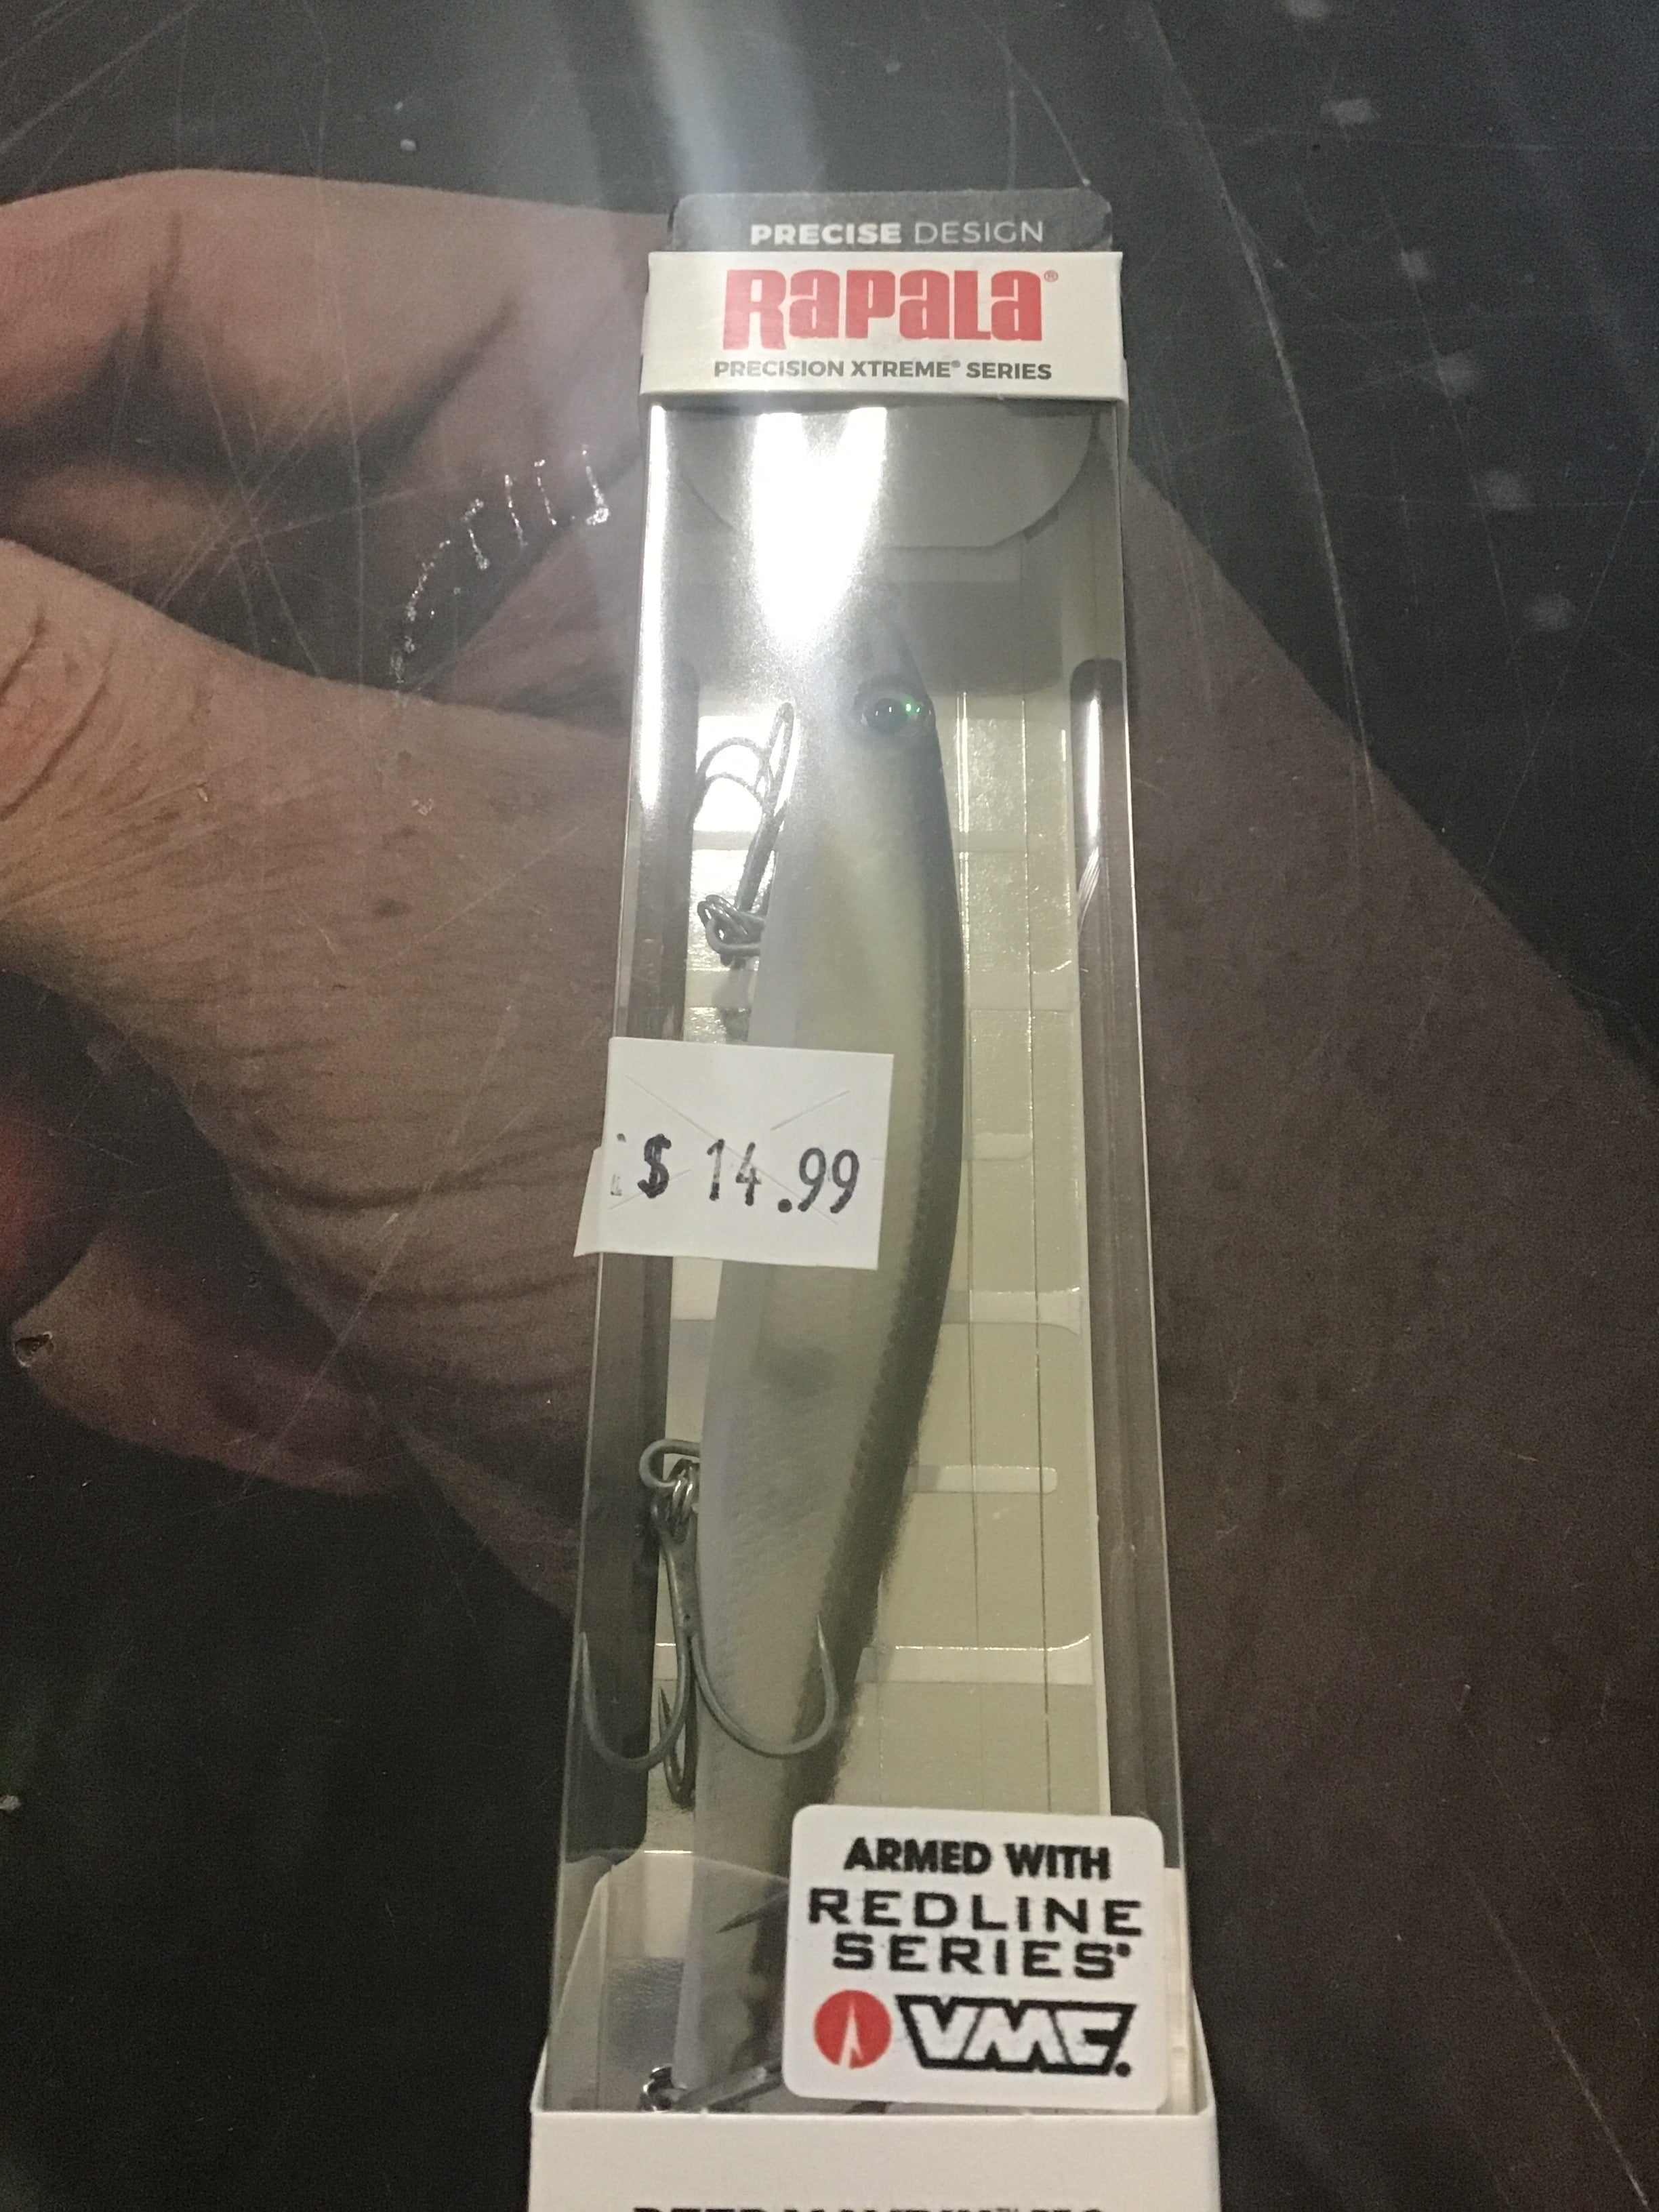 PRECISE DESIGN
RAPALA®
PRECISION XTREME® SERIES
$ 14.99
ARMED WITH
REDLINE
SERIES®
VMC®